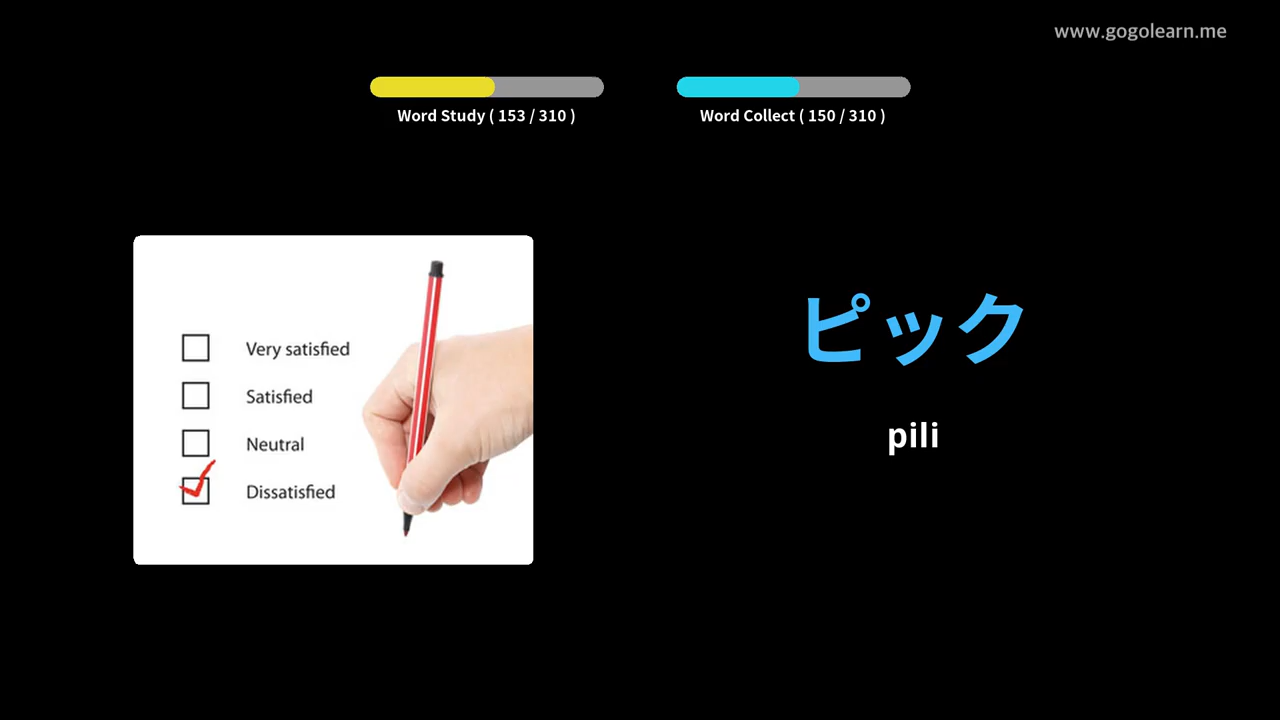 www.gogolearn.me
Word Study ( 153 / 310 )
Word Collect ( 150 / 310 )
Very satisfied
Satisfied
Neutral
Dissatisfied
ピック
pili